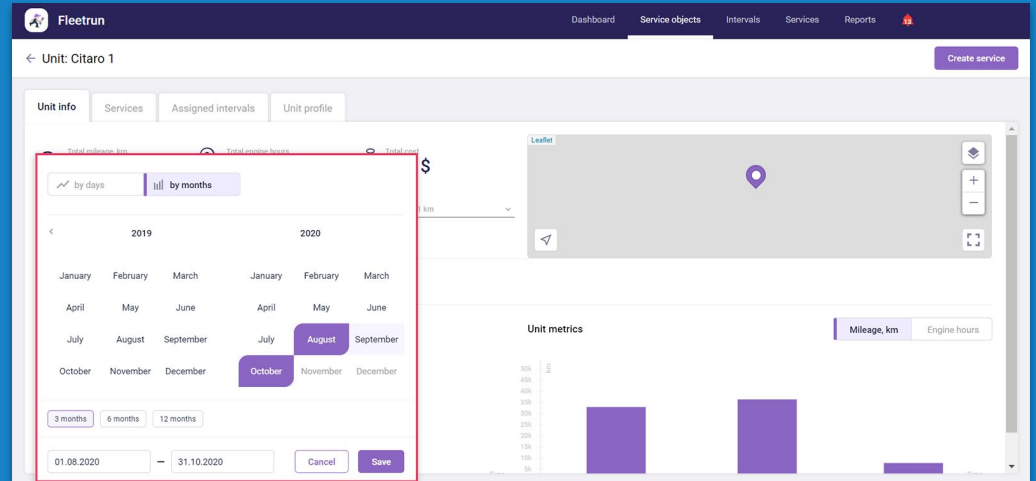 Fleetrun
Dashboard Service objects Intervals Services Reports 13
Unit: Citaro 1
Create service
Unit info Services Assigned intervals Unit profile
Total mileage, km Total engine hours Total cost
$
Leaflet
by days by months
km
2019 2020
January February March January February March
April May June April May June
July August September July August September
October November December October November December
Unit metrics
Mileage, km Engine hours
3 months 6 months 12 months
01.08.2020 – 31.10.2020
Cancel Save
km
50k
45k
40k
35k
30k
25k
20k
15k
10k
5k